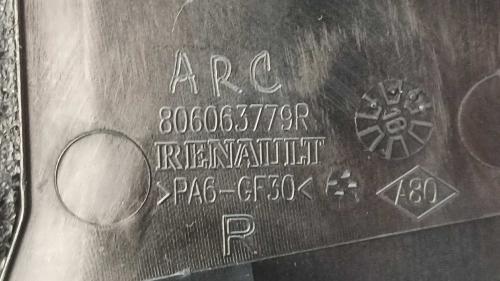 ARC
806063779R
RENAULT
>PA6-GF30<
A80
R